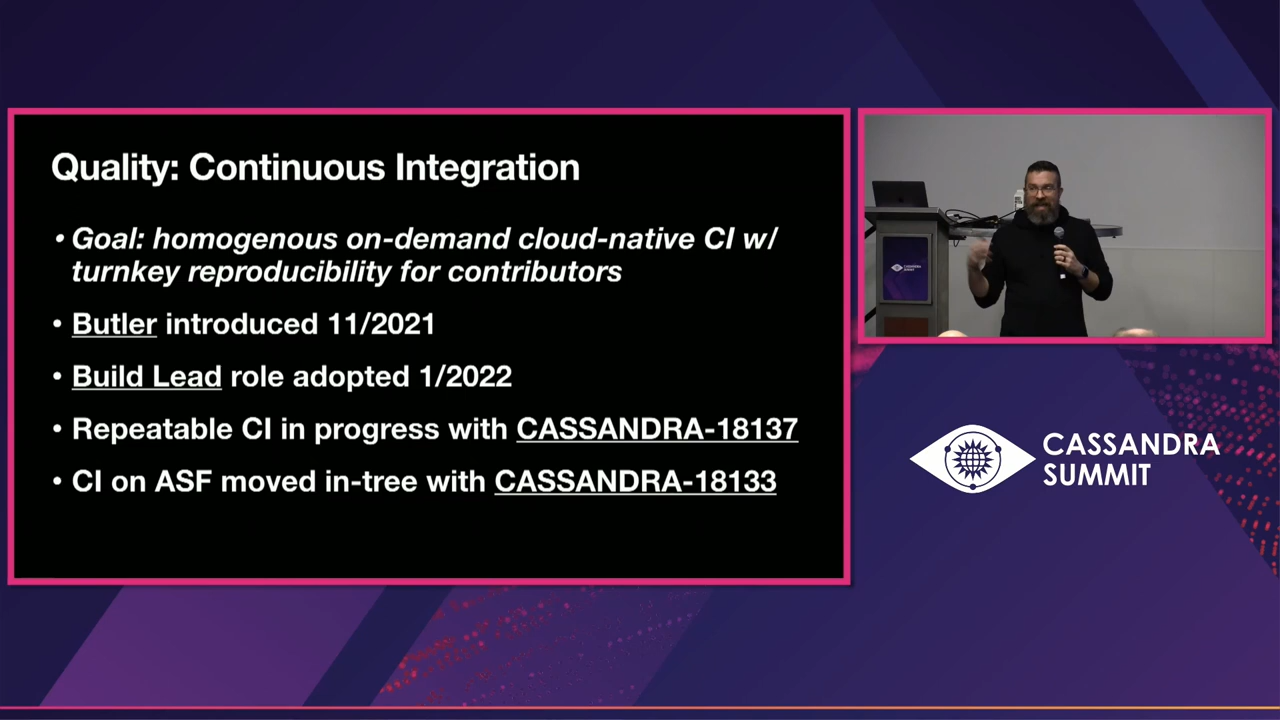 Quality: Continuous Integration
• Goal: homogenous on-demand cloud-native CI w/
turnkey reproducibility for contributors
• Butler introduced 11/2021
• Build Lead role adopted 1/2022
• Repeatable CI in progress with CASSANDRA-18137
• CI on ASF moved in-tree with CASSANDRA-18133
CASSANDRA
SUMMIT
CASSANDRA
SUMMIT